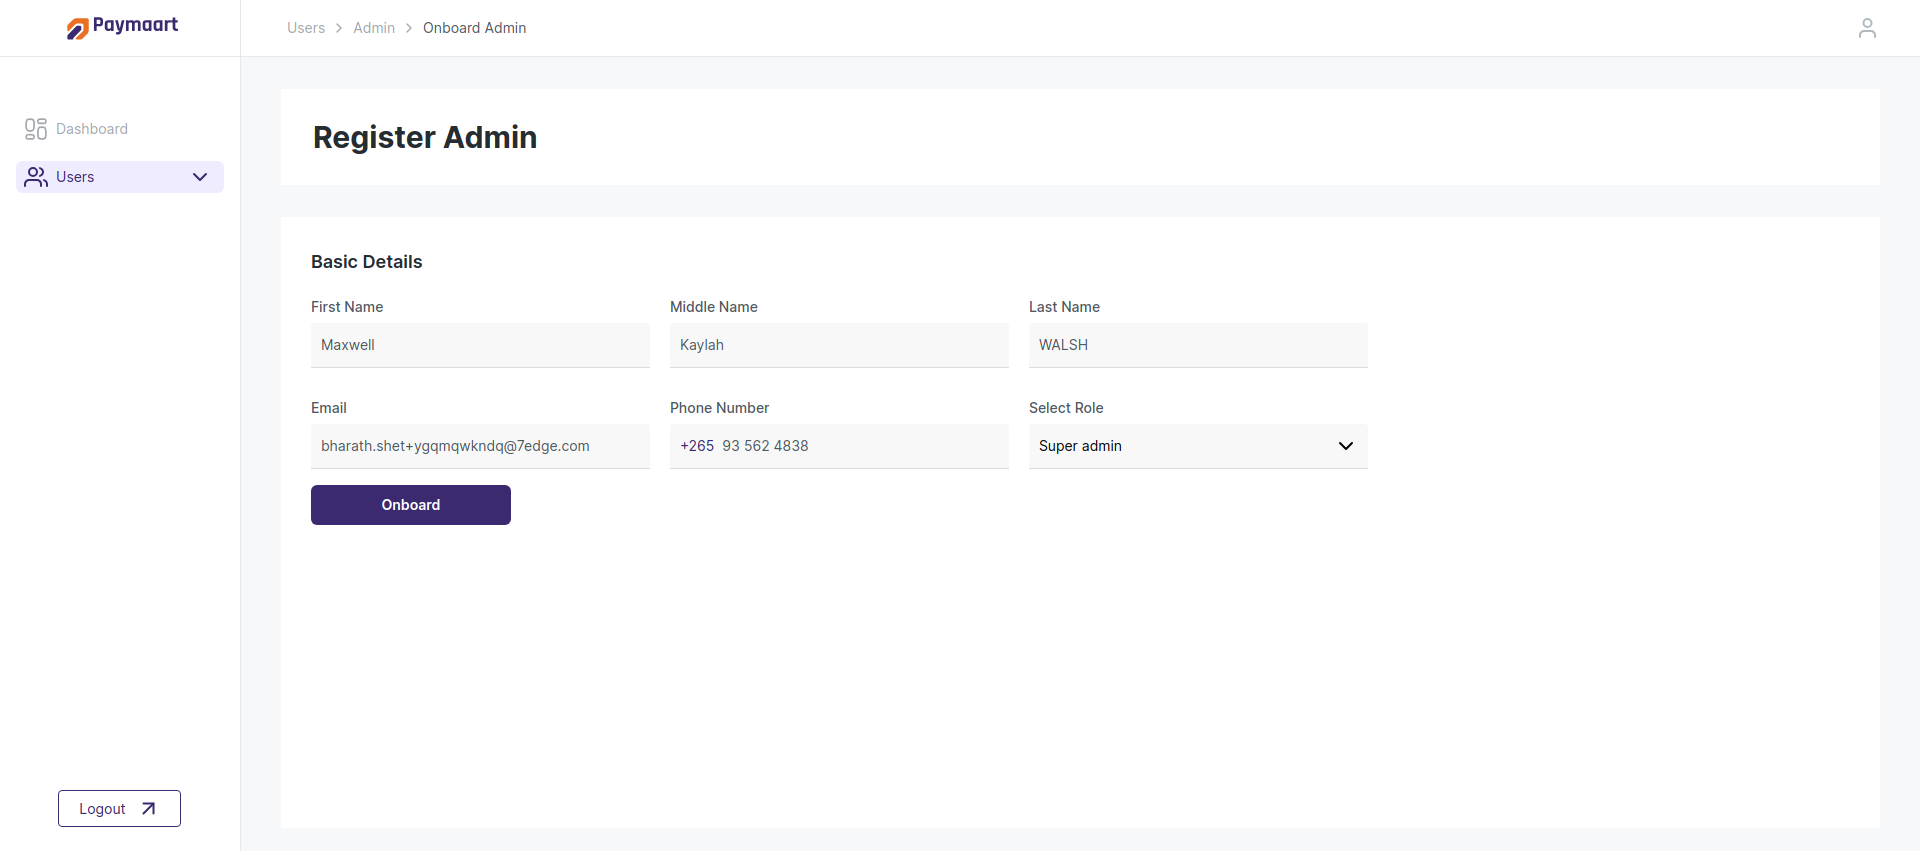 Paymaart
Users > Admin > Onboard Admin
Dashboard
Users
Register Admin
Basic Details
First Name Middle Name Last Name
Maxwell Kaylah WALSH
Email Phone Number Select Role
bharath.shet+ygqmqwkndq@7edge.com +265 93 562 4838 Super admin
Onboard
Logout